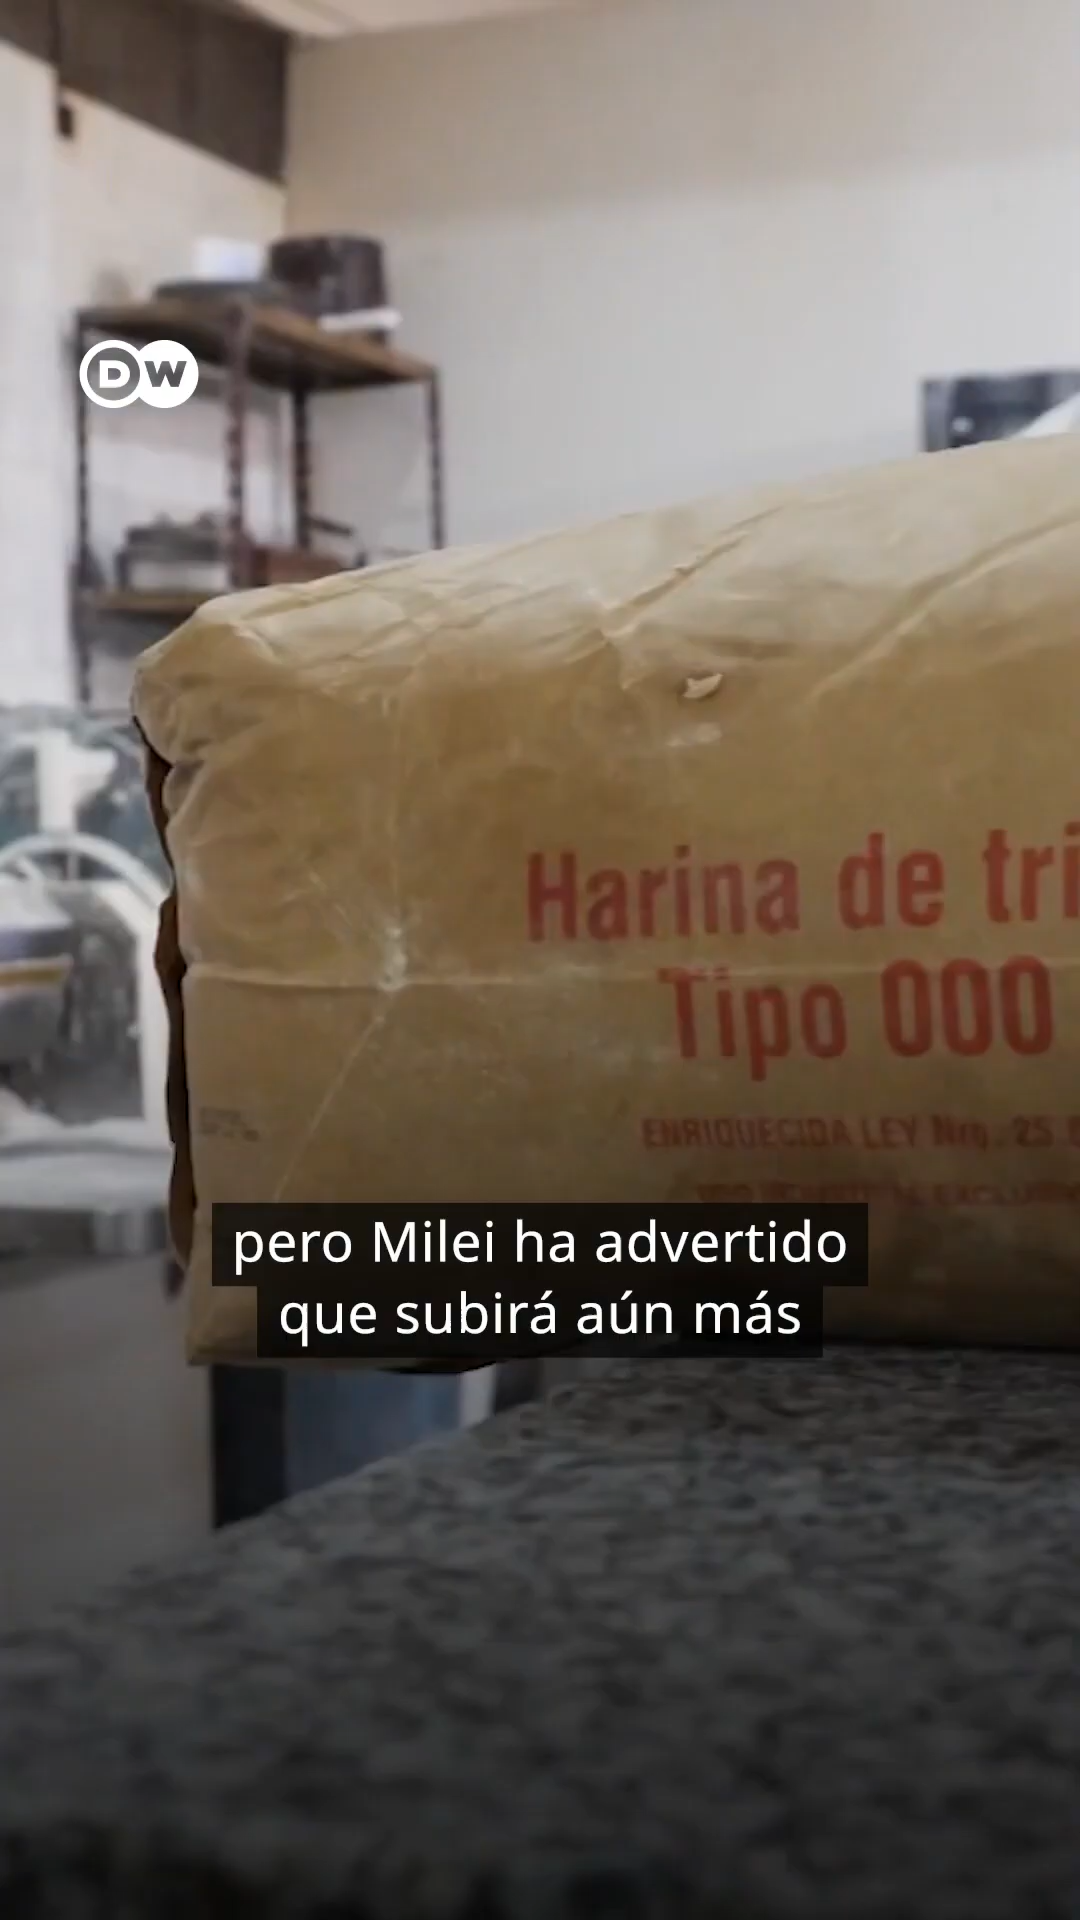 DW
Harina de tri
Tipo 000
ENRIQUECIDA LEY Nro. 25.
pero Milei ha advertido
que subirá aún más